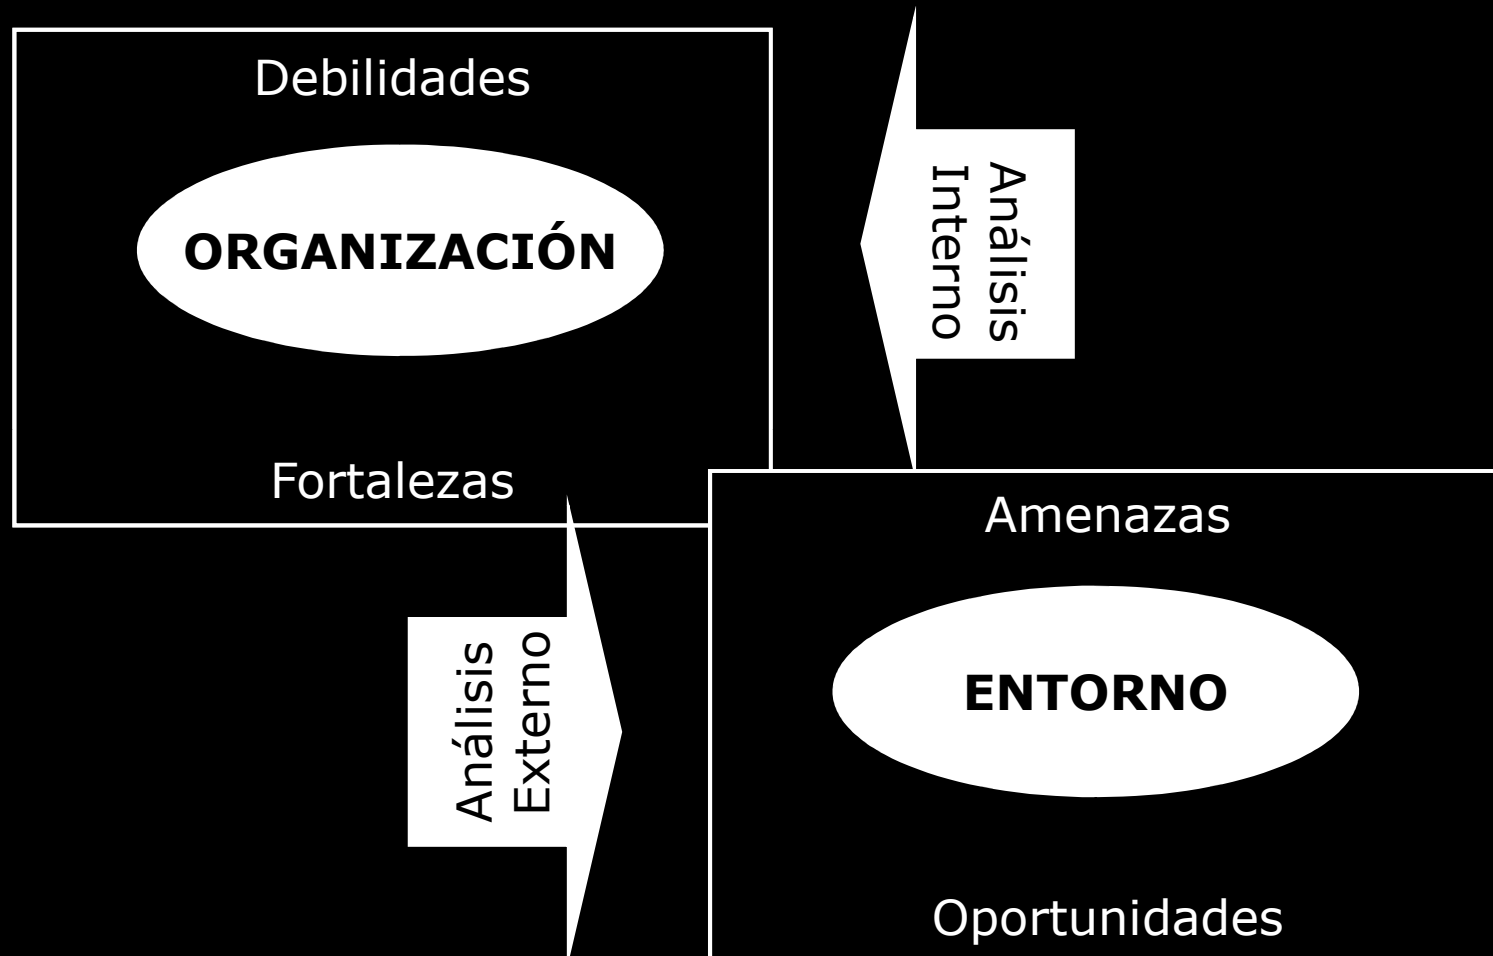 Debilidades
ORGANIZACIÓN
Fortalezas
Análisis
Interno
Análisis
Externo
Amenazas
ENTORNO
Oportunidades